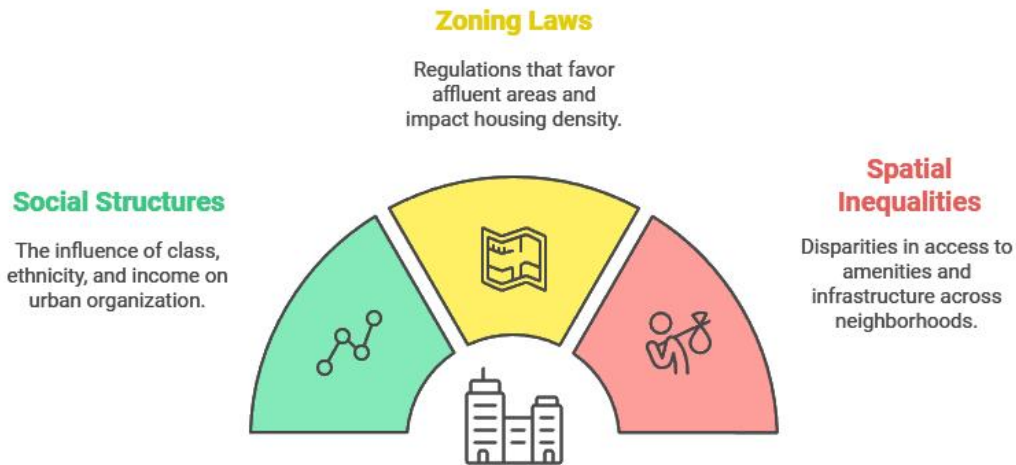 Zoning Laws
Regulations that favor
affluent areas and
impact housing density.
Social Structures
The influence of class,
ethnicity, and income on
urban organization.
Spatial
Inequalities
Disparities in access to
amenities and
infrastructure across
neighborhoods.